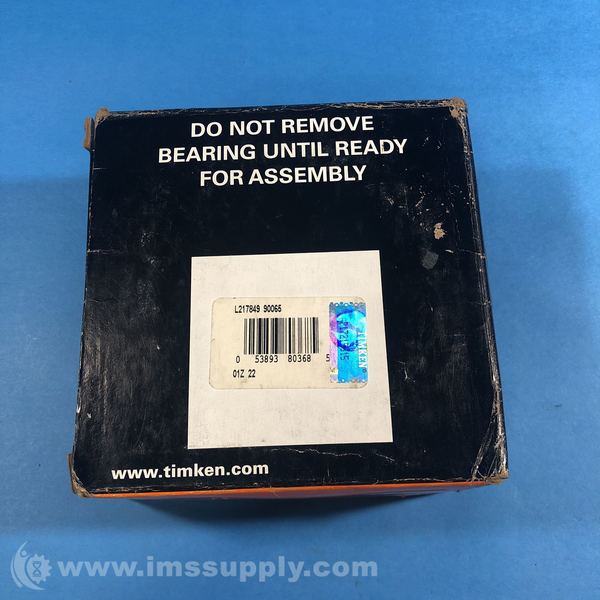 DO NOT REMOVE
BEARING UNTIL READY
FOR ASSEMBLY
L217849 90065
0 53893 80368 5
01Z 22
www.timken.com
www.imssupply.com